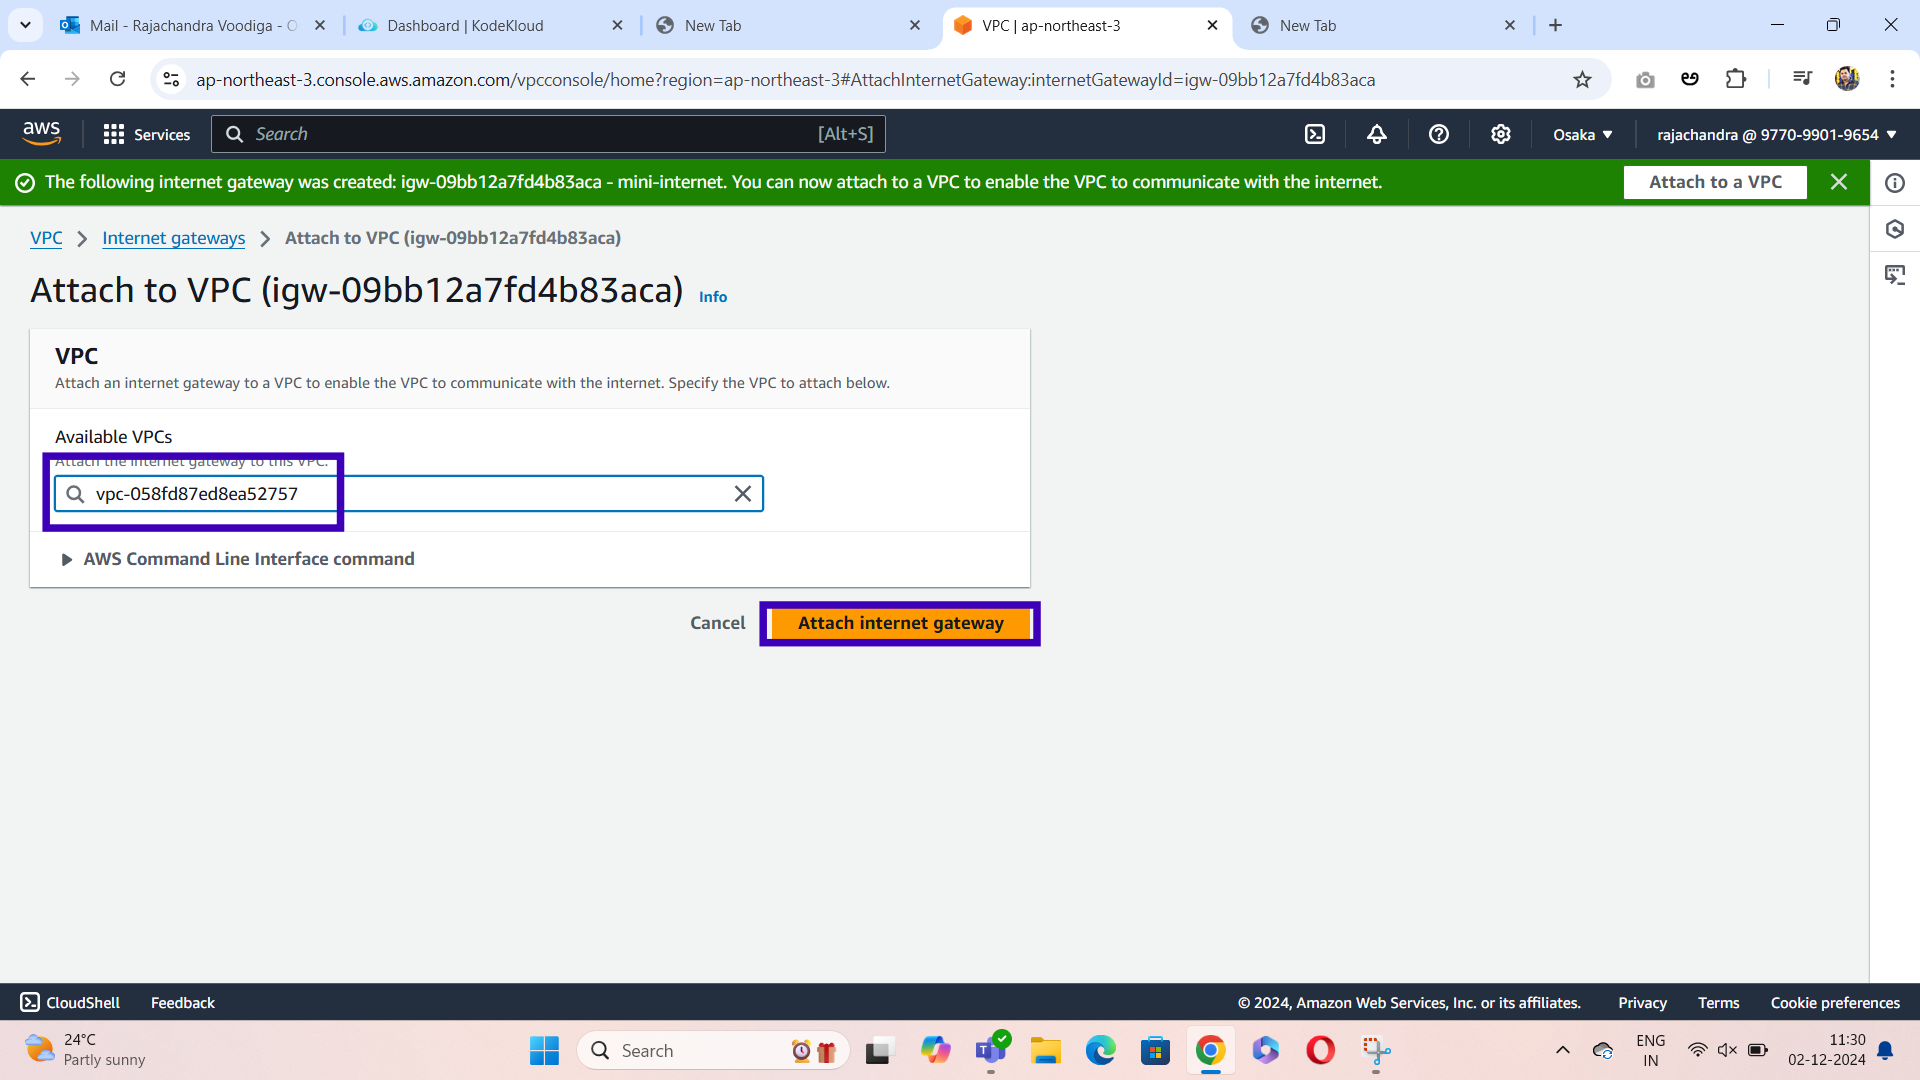 Mail - Rajachandra Voodiga - O
Dashboard | KodeKloud
New Tab
VPC | ap-northeast-3
New Tab
ap-northeast-3.console.aws.amazon.com/vpcconsole/home?region=ap-northeast-3#AttachInternetGateway:internetGatewayId=igw-09bb12a7fd4b83aca
aws
Services
Search
[Alt+S]
Osaka
rajachandra @ 9770-9901-9654
The following internet gateway was created: igw-09bb12a7fd4b83aca - mini-internet. You can now attach to a VPC to enable the VPC to communicate with the internet.
Attach to a VPC
VPC
Internet gateways
Attach to VPC (igw-09bb12a7fd4b83aca)
Attach to VPC (igw-09bb12a7fd4b83aca) Info
VPC
Attach an internet gateway to a VPC to enable the VPC to communicate with the internet. Specify the VPC to attach below.
Available VPCs
Attach the internet gateway to this VPC.
vpc-058fd87ed8ea52757
AWS Command Line Interface command
Cancel
Attach internet gateway
CloudShell
Feedback
© 2024, Amazon Web Services, Inc. or its affiliates.
Privacy
Terms
Cookie preferences
24°C
Partly sunny
Search
ENG
IN
11:30
02-12-2024